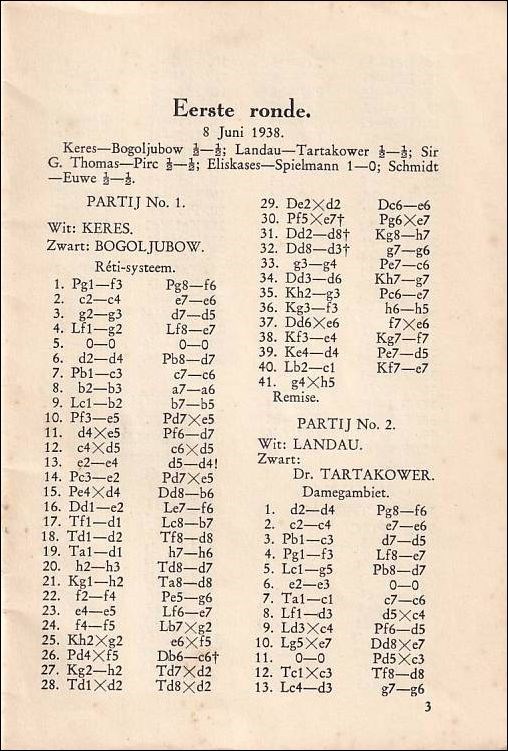 Eerste ronde.
8 Juni 1938.
Keres—Bogoljubow ½—½; Landau—Tartakower ½—½; Sir
G. Thomas—Pirc ½—½; Eliskases—Spielmann 1—0; Schmidt
—Euwe ½—½.
PARTIJ No. 1.
Wit: KERES.
Zwart: BOGOLJUBOW.
Réti-systeem.
1. Pg1—f3 Pg8—f6
2. c2—c4 e7—e6
3. g2—g3 d7—d5
4. Lf1—g2 Lf8—e7
5. 0—0 0—0
6. d2—d4 Pb8—d7
7. Pb1—c3 c7—c6
8. b2—b3 a7—a6
9. Lc1—b2 b7—b5
10. Pf3—e5 Pd7×e5
11. d4×e5 Pf6—d7
12. c4×d5 c6×d5
13. e2—e4 d5—d4!
14. Pc3—e2 Pd7×e5
15. Pe4×d4 Dd8—b6
16. Dd1—e2 Le7—f6
17. Tf1—d1 Lc8—b7
18. Td1—d2 Tf8—d8
19. Ta1—d1 h7—h6
20. h2—h3 Td8—d7
21. Kg1—h2 Ta8—d8
22. f2—f4 Pe5—g6
23. e4—e5 Lf6—e7
24. f4—f5 Lb7×g2
25. Kh2×g2 e6×f5
26. Pd4×f5 Db6—c6†
27. Kg2—h2 Td7×d2
28. Td1×d2 Td8×d2
29. De2×d2 Dc6—e6
30. Pf5×e7† Pg6×e7
31. Dd2—d8† Kg8—h7
32. Dd8—d3† g7—g6
33. g3—g4 Pe7—c6
34. Dd3—d6 Kh7—g7
35. Kh2—g3 Pc6—e7
36. Kg3—f3 h6—h5
37. Dd6×e6 f7×e6
38. Kf3—e4 Kg7—f7
39. Ke4—d4 Pe7—d5
40. Lb2—c1 Kf7—e7
41. g4×h5
Remise.
PARTIJ No. 2.
Wit: LANDAU.
Zwart:
Dr. TARTAKOWER.
Damegambiet.
1. d2—d4 Pg8—f6
2. c2—c4 e7—e6
3. Pb1—c3 d7—d5
4. Pg1—f3 Lf8—e7
5. Lc1—g5 Pb8—d7
6. e2—e3 0—0
7. Ta1—c1 c7—c6
8. Lf1—d3 d5×c4
9. Ld3×c4 Pf6—d5
10. Lg5×e7 Dd8×e7
11. 0—0 Pd5×c3
12. Tc1×c3 Tf8—d8
13. Lc4—d3 g7—g6
3